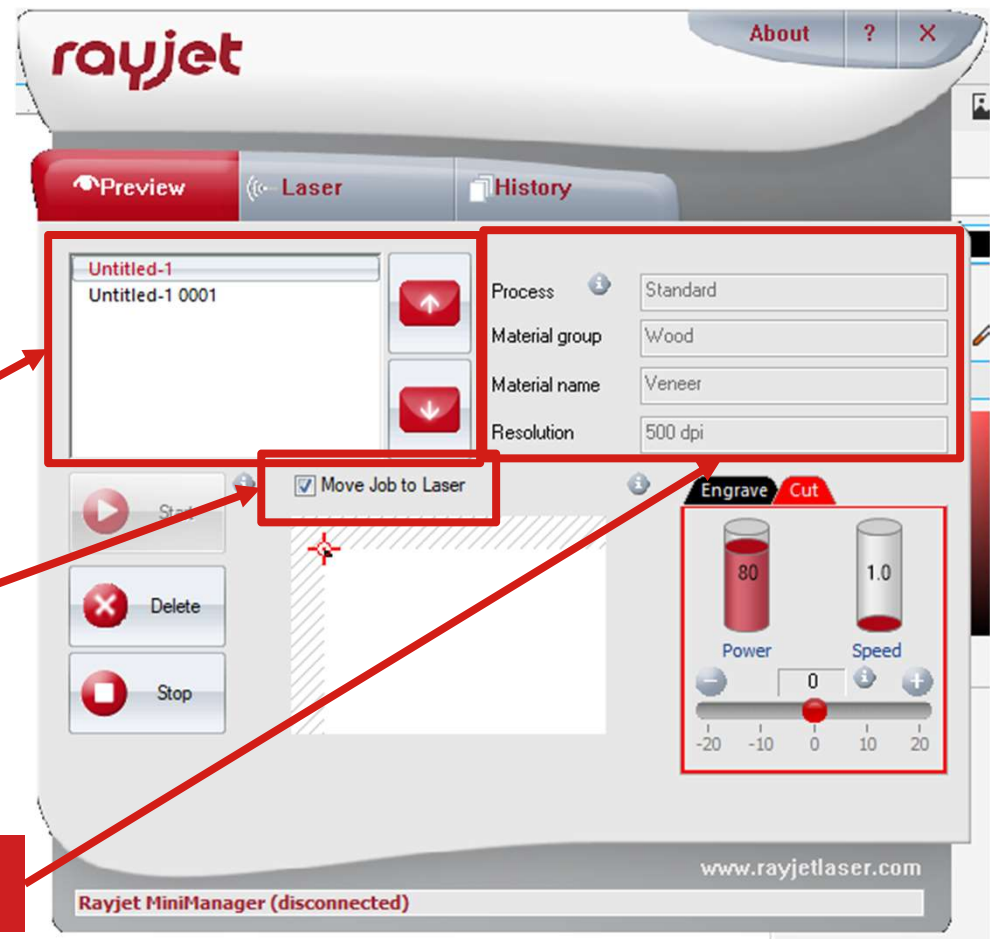 rayjet
About ? X
Preview Laser History
Untitled-1
Untitled-1 0001
Process Standard
Material group Wood
Material name Veneer
Resolution 500 dpi
Move Job to Laser
Start
Delete
Stop
Engrave Cut
80 1.0
Power Speed
0
-20 -10 0 10 20
www.rayjetlaser.com
Rayjet MiniManager (disconnected)